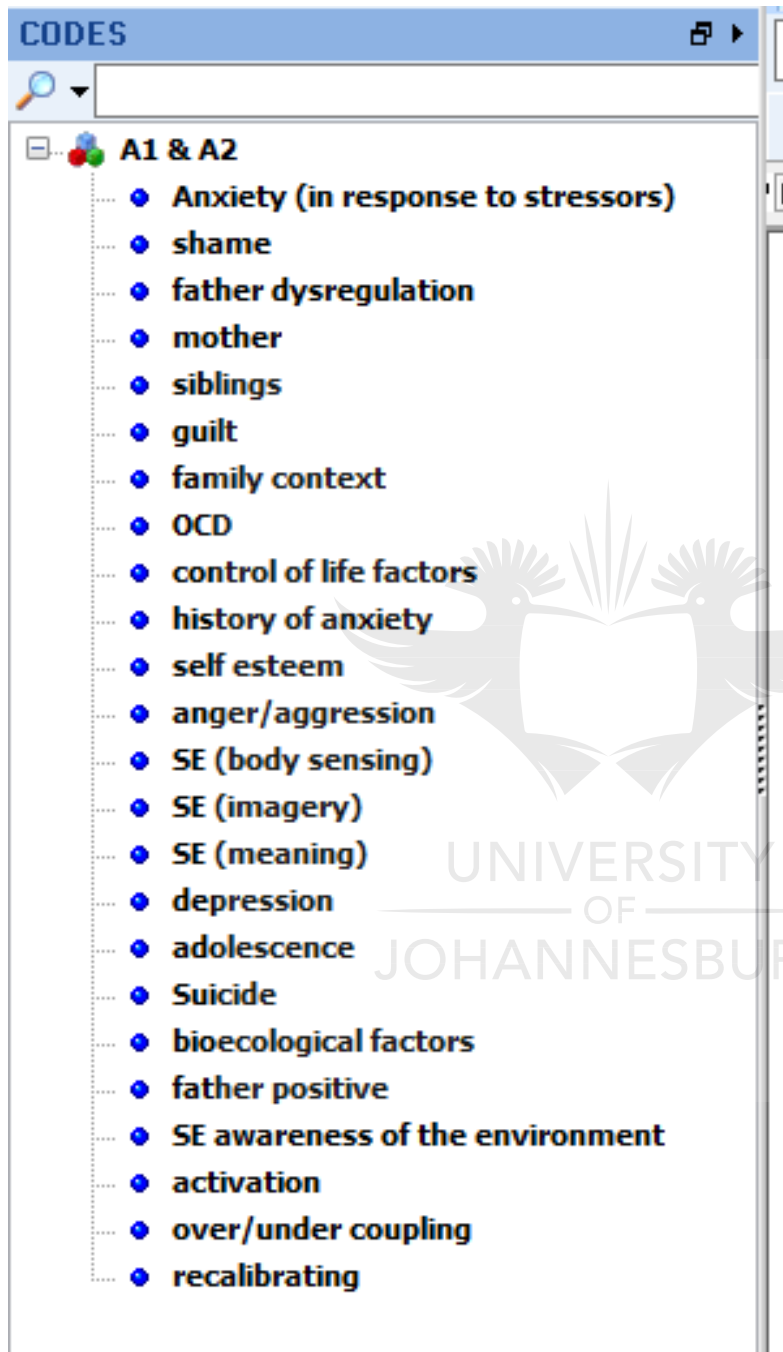 CODES
A1 & A2
Anxiety (in response to stressors)
shame
father dysregulation
mother
siblings
guilt
family context
OCD
control of life factors
history of anxiety
self esteem
anger/aggression
SE (body sensing)
SE (imagery)
SE (meaning)
UNIVERSITY
depression
OF
adolescence
JOHANNESBUR
Suicide
bioecological factors
father positive
SE awareness of the environment
activation
over/under coupling
recalibrating